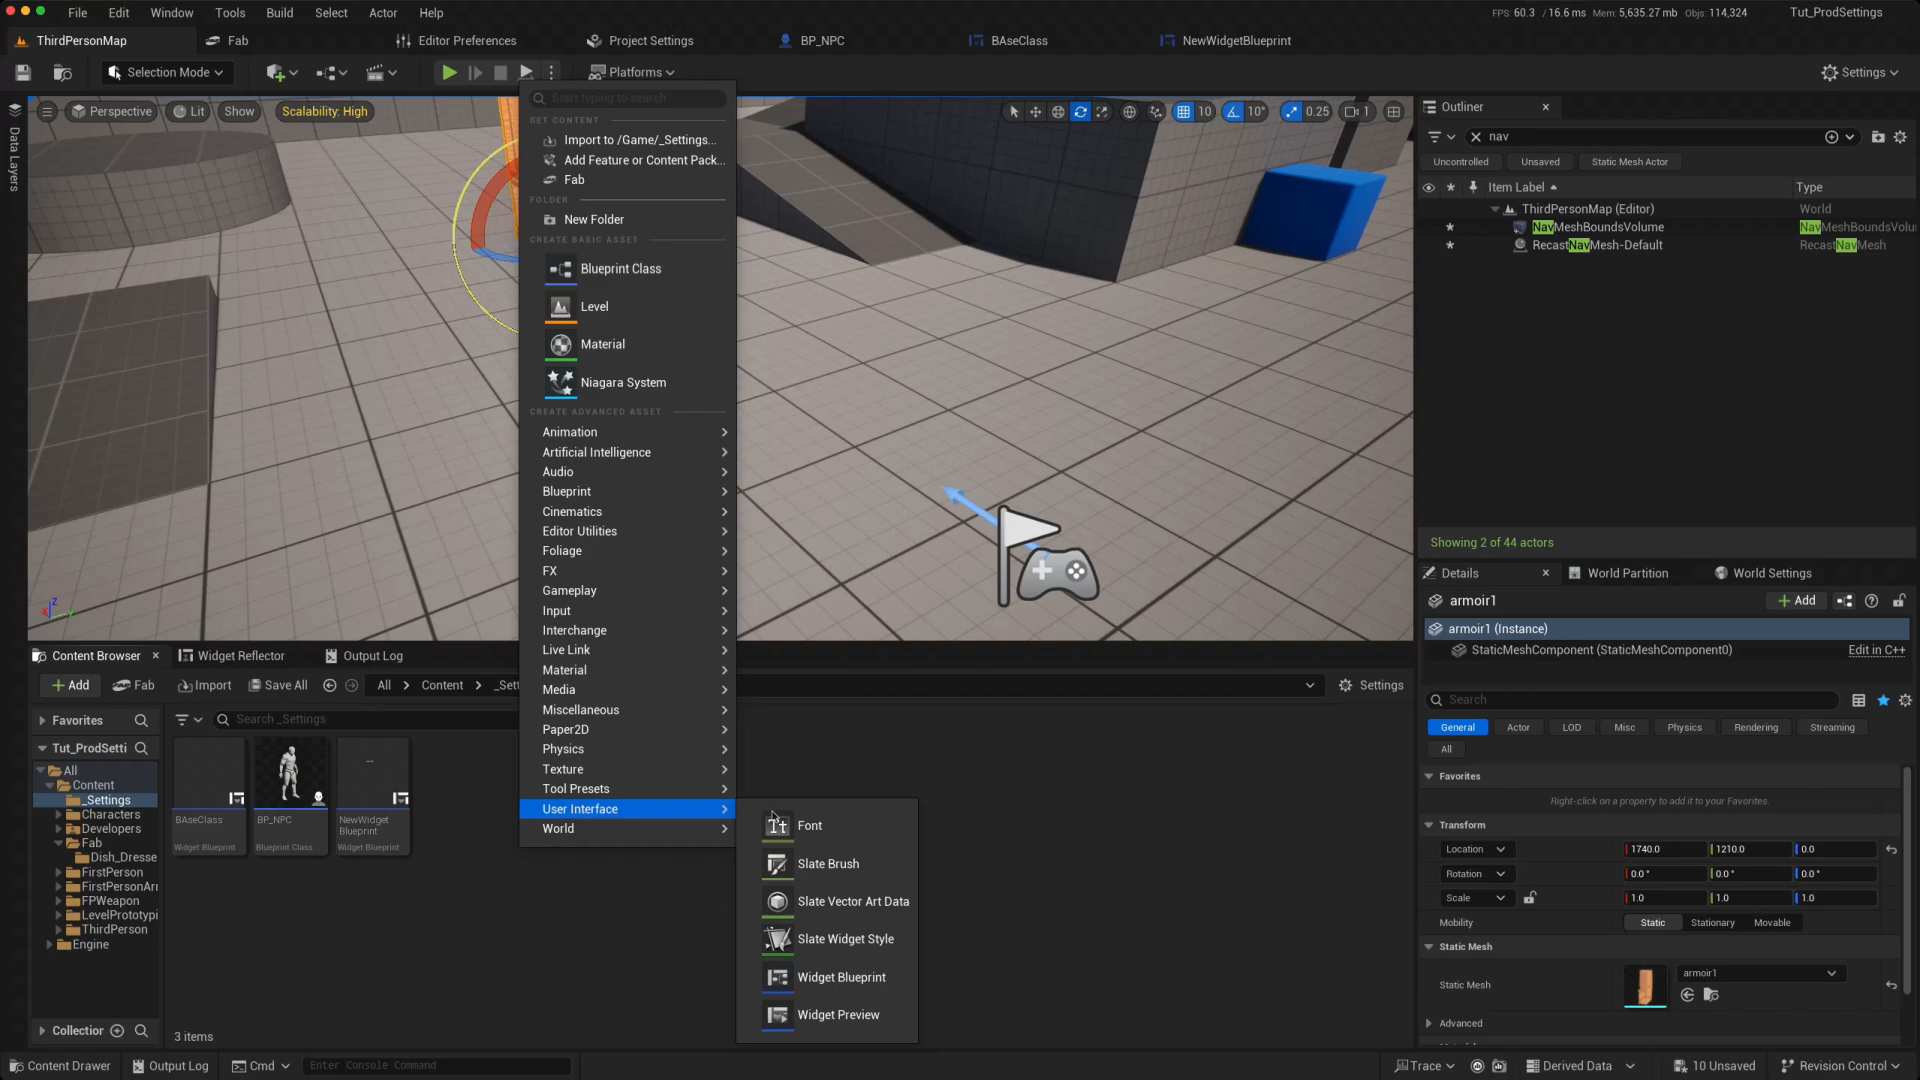 File Edit Window Tools Build Select Actor Help
FPS: 60.3 / 16.6 ms Mem: 5,635.27 mb Objs: 114,324 Tut_ProdSettings
ThirdPersonMap Fab Editor Preferences Project Settings BP_NPC BAseClass NewWidgetBlueprint
Selection Mode Platforms Settings
Perspective Lit Show Scalability: High
10 10° 0.25 1
Data Layers
Start typing to search
GET CONTENT
Import to /Game/_Settings...
Add Feature or Content Pack...
Fab
FOLDER
New Folder
CREATE BASIC ASSET
Blueprint Class
Level
Material
Niagara System
CREATE ADVANCED ASSET
Animation
Artificial Intelligence
Audio
Blueprint
Cinematics
Editor Utilities
Foliage
FX
Gameplay
Input
Interchange
Live Link
Material
Media
Miscellaneous
Paper2D
Physics
Texture
Tool Presets
User Interface
World
Font
Slate Brush
Slate Vector Art Data
Slate Widget Style
Widget Blueprint
Widget Preview
Z
X
Y
Outliner
nav
Uncontrolled Unsaved Static Mesh Actor
Item Label Type
ThirdPersonMap (Editor) World
NavMeshBoundsVolume NavMeshBoundsVolu
RecastNavMesh-Default RecastNavMesh
Showing 2 of 44 actors
Details World Partition World Settings
armoir1 Add
armoir1 (Instance)
StaticMeshComponent (StaticMeshComponent0) Edit in C++
Search
General Actor LOD Misc Physics Rendering Streaming
All
Favorites
Right-click on a property to add it to your Favorites.
Transform
Location 1740.0 1210.0 0.0
Rotation 0.0° 0.0° 0.0°
Scale 1.0 1.0 1.0
Mobility Static Stationary Movable
Static Mesh
Static Mesh armoir1
Advanced
Content Browser Widget Reflector Output Log
Add Fab Import Save All All Content _Sett
Settings
Favorites
Search _Settings
Tut_ProdSetti
All
Content
_Settings
Characters
Developers
Fab
Dish_Dresse
FirstPerson
FirstPersonArr
FPWeapon
LevelPrototypi
ThirdPerson
Engine
Collection
BAseClass
Widget Blueprint
BP_NPC
Blueprint Class
NewWidget
Blueprint
Widget Blueprint
3 items
Content Drawer Output Log Cmd Enter Console Command
Trace Derived Data 10 Unsaved Revision Control